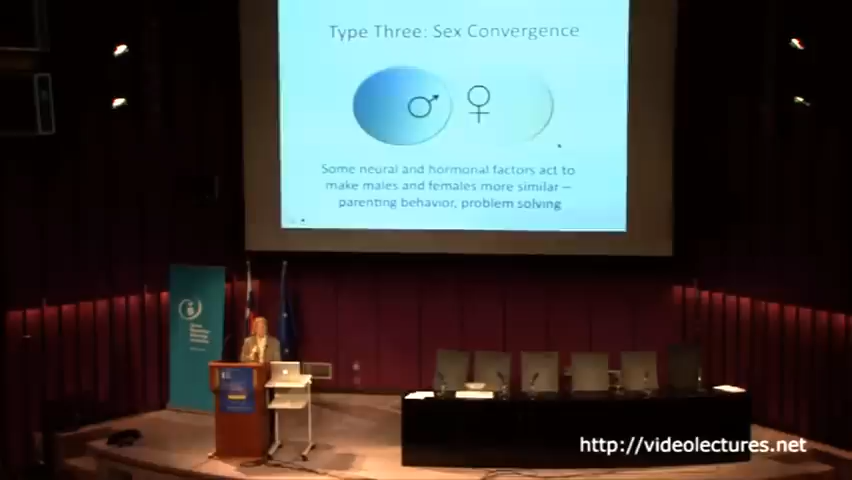 Type Three: Sex Convergence
Some neural and hormonal factors act to
make males and females more similar –
parenting behavior, problem solving
http://videolectures.net